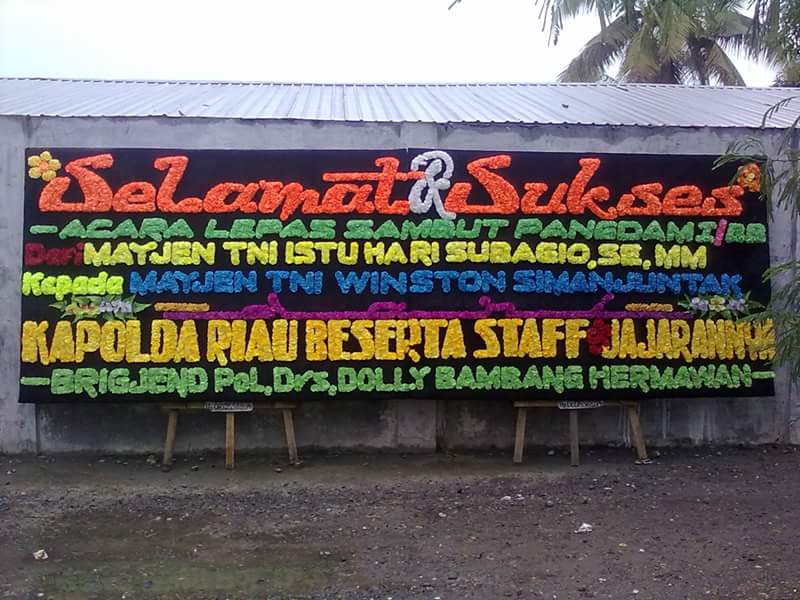 Selamat & Sukses
— ACARA LEPAS SAMBUT PANGDAM I/BB
Dari MAYJEN TNI ISTU HARI SUBAGIO, SE, MM
Kepada MAYJEN TNI WINSTON SIMANJUNTAK
KAPOLDA RIAU BESERTA STAFF & JAJARANNYA
— BRIGJEND Pol, Drs, DOLLY BAMBANG HERMAWAN —